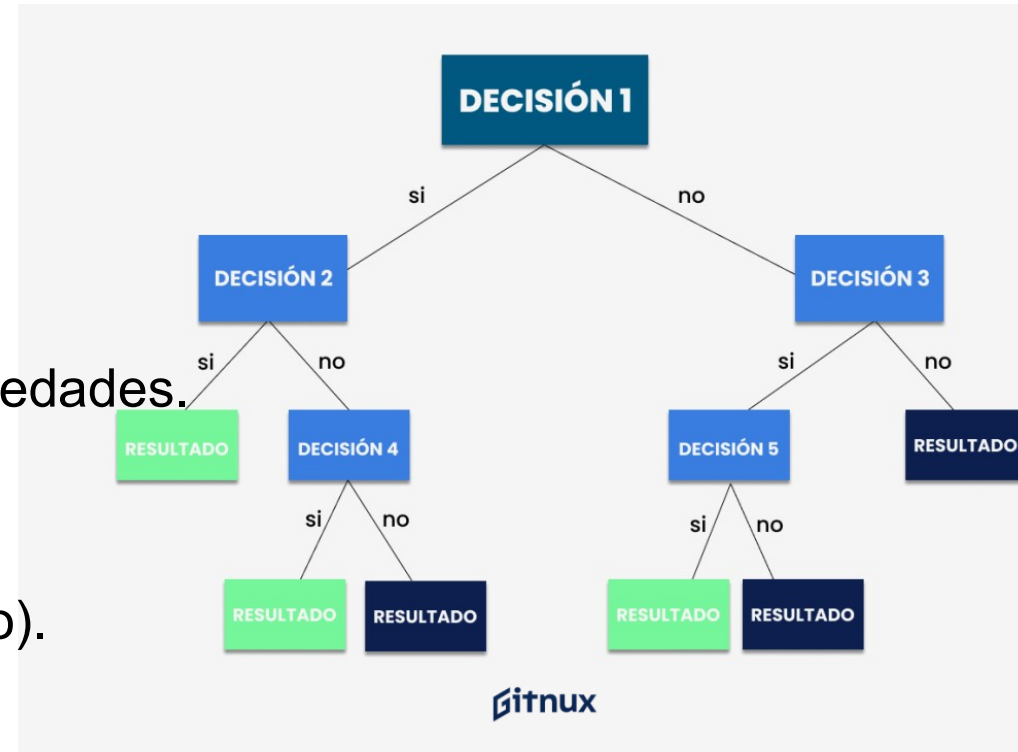 DECISIÓN 1
si
no
DECISIÓN 2
DECISIÓN 3
si
no
si
no
edades.
RESULTADO
DECISIÓN 4
DECISIÓN 5
RESULTADO
si
no
si
no
RESULTADO
RESULTADO
RESULTADO
RESULTADO
o).
Gitnux